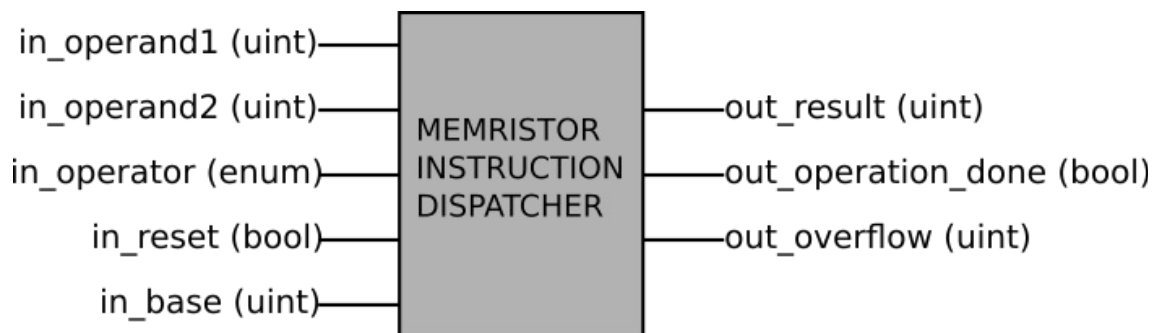 in_operand1 (uint)
in_operand2 (uint)
in_operator (enum)
in_reset (bool)
in_base (uint)
MEMRISTOR
INSTRUCTION
DISPATCHER
out_result (uint)
out_operation_done (bool)
out_overflow (uint)